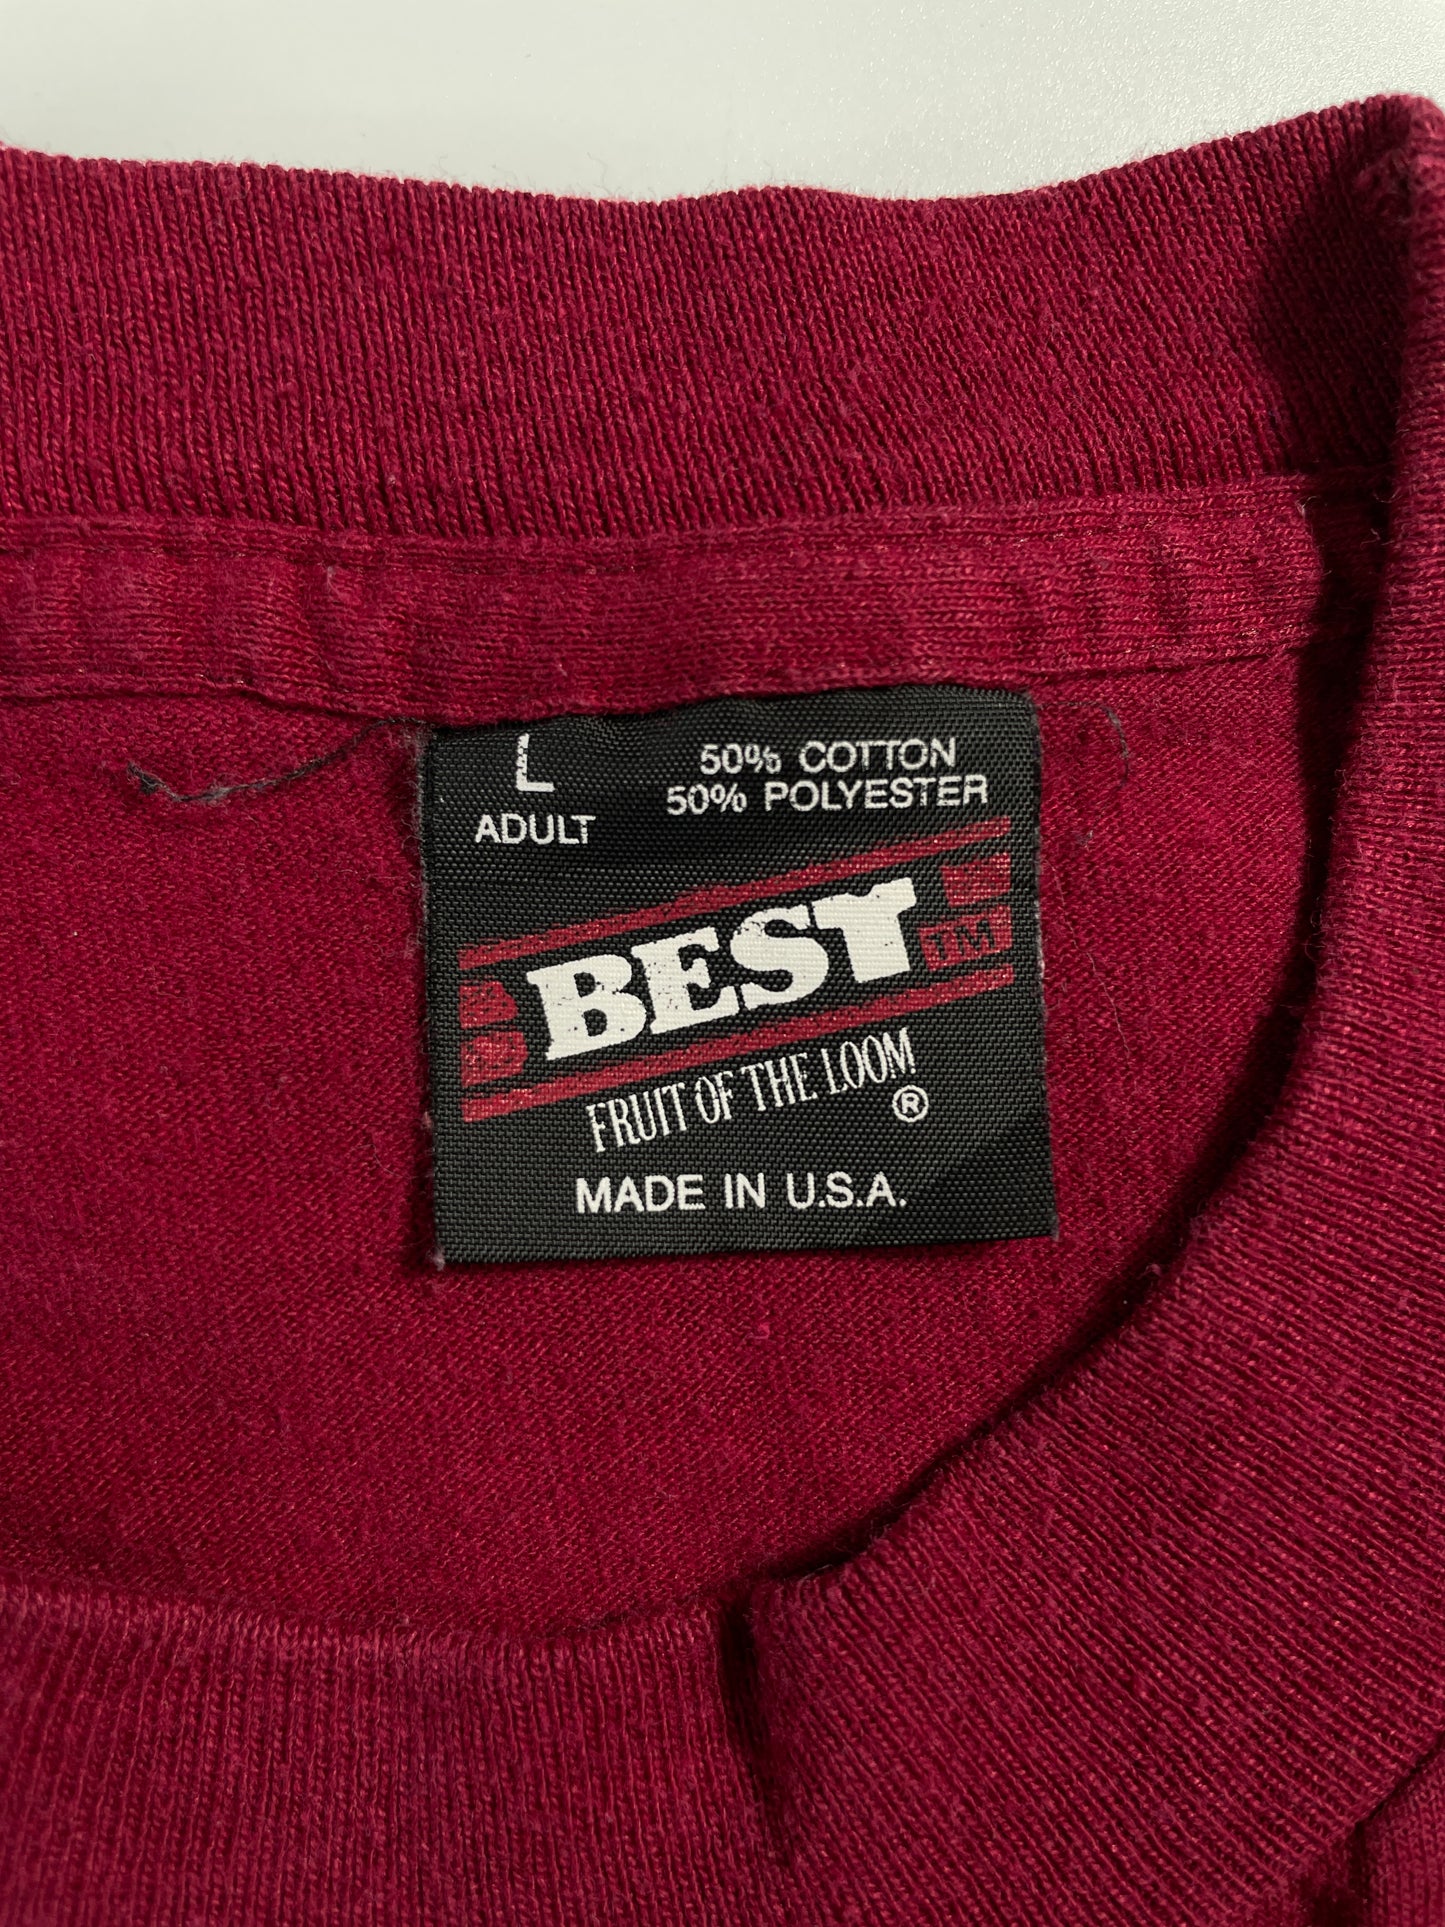 L
ADULT
50% COTTON
50% POLYESTER
BEST
TM
FRUIT OF THE LOOM
®
MADE IN U.S.A.